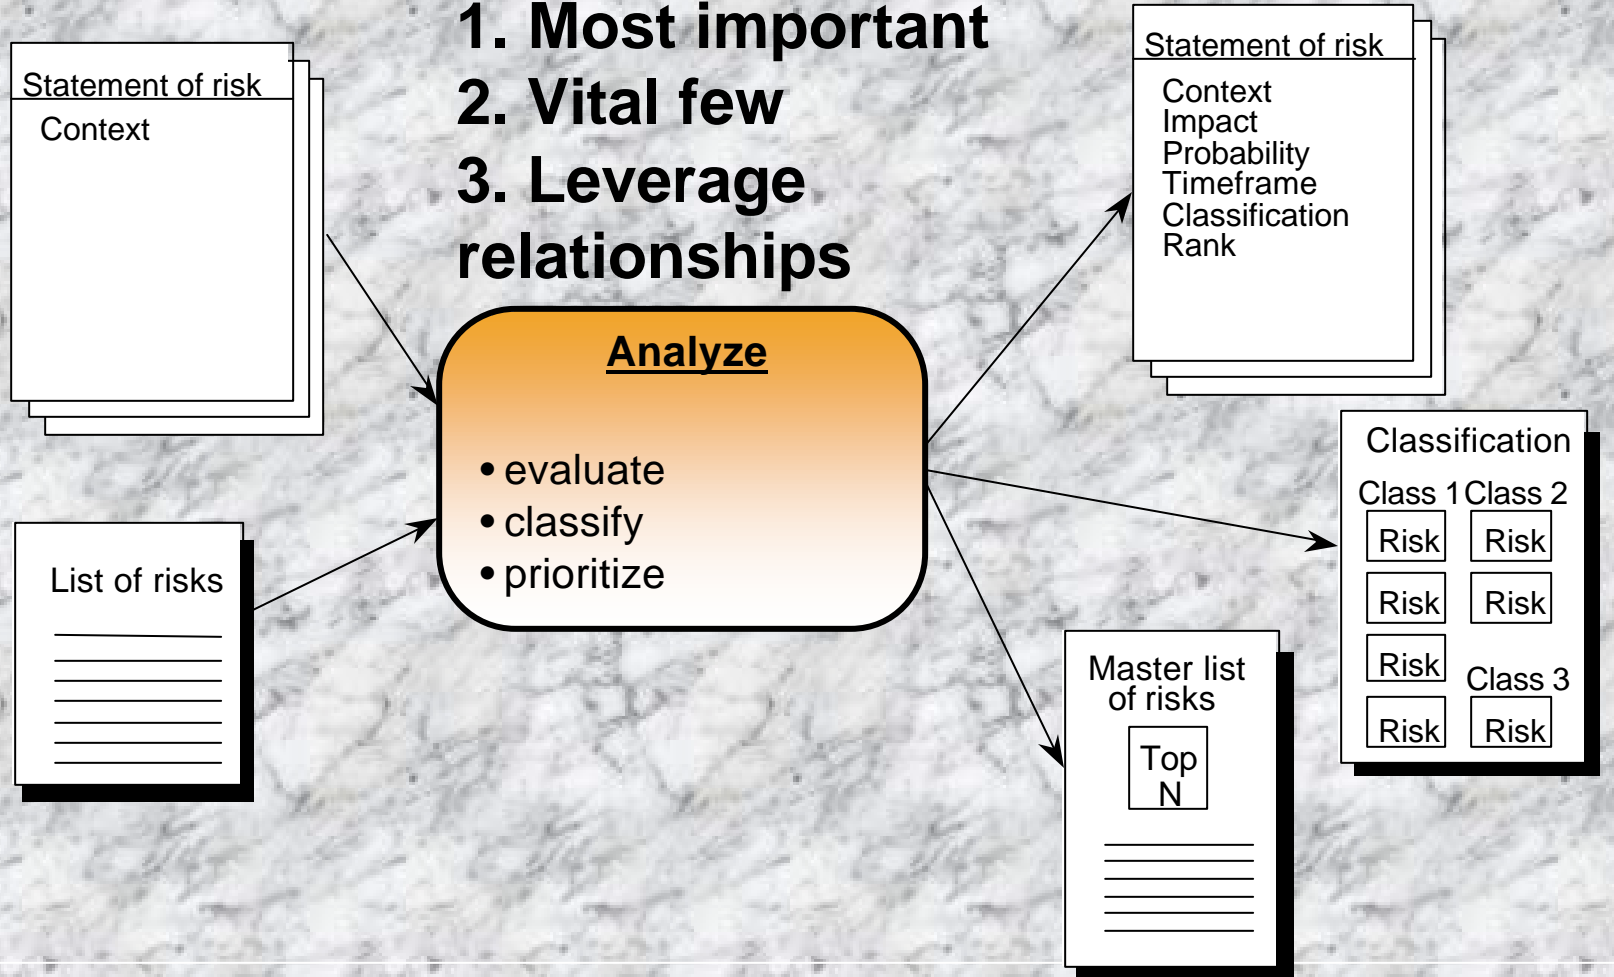 1. Most important
2. Vital few
3. Leverage
relationships
Statement of risk
Context
List of risks
Analyze
• evaluate
• classify
• prioritize
Statement of risk
Context
Impact
Probability
Timeframe
Classification
Rank
Classification
Class 1 Class 2
Risk Risk
Risk Risk
Risk
Class 3
Risk Risk
Master list
of risks
Top
N